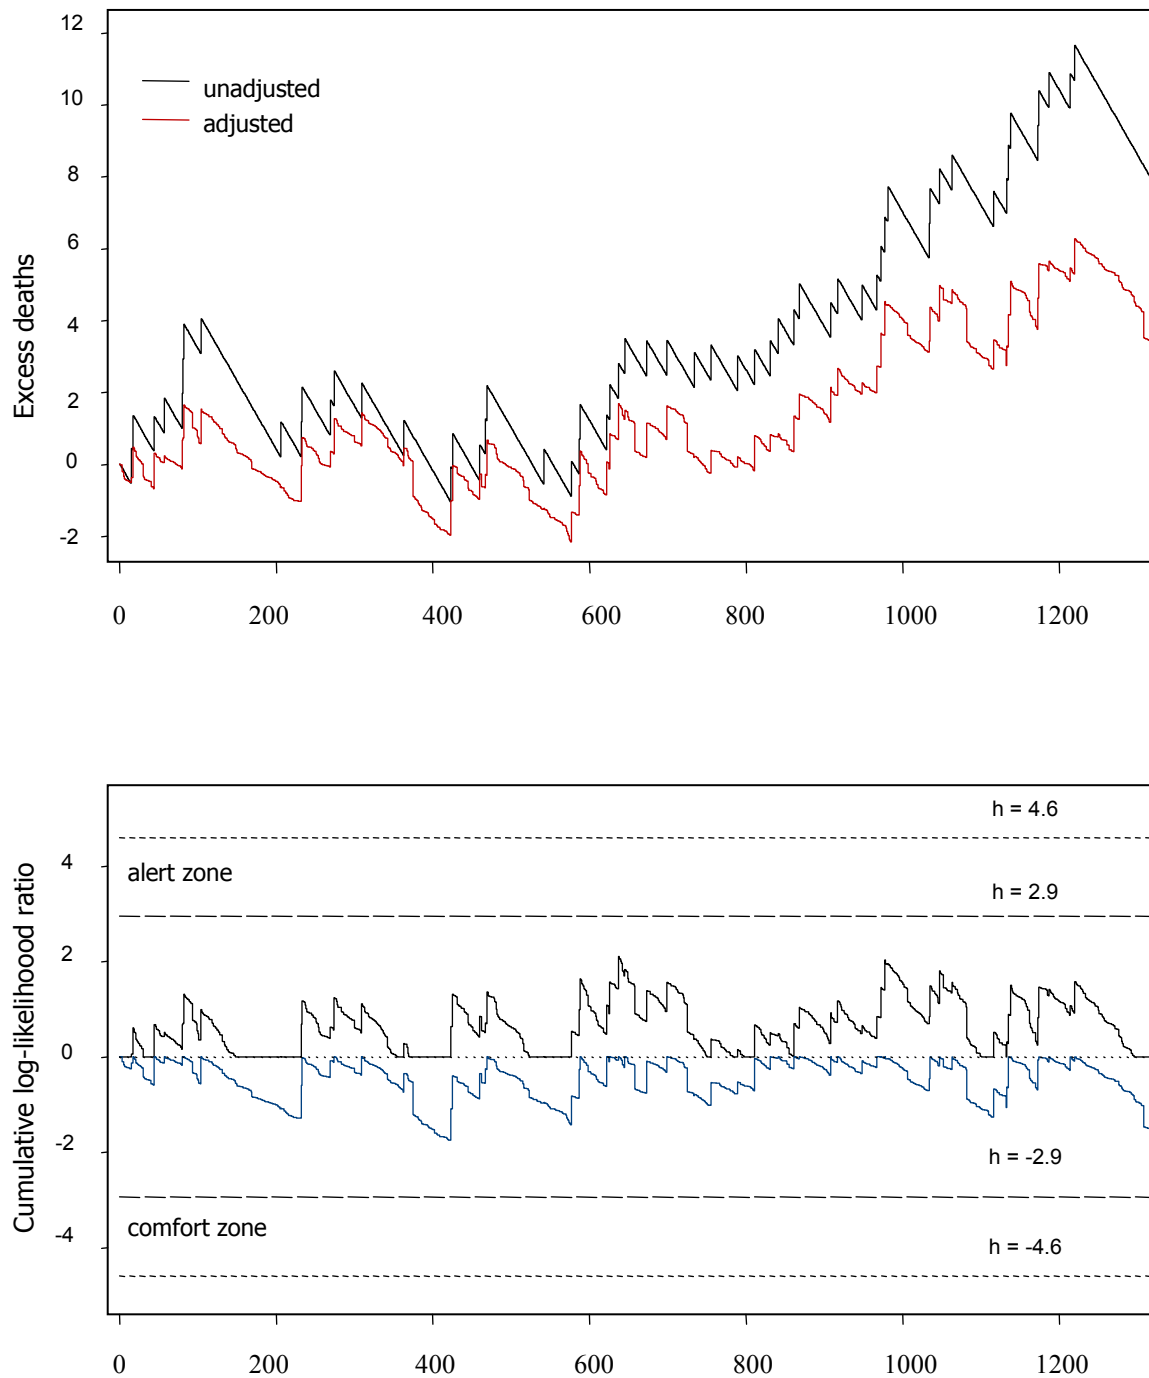 12
unadjusted
10
adjusted
8
6
Excess deaths
4
2
0
-2
0 200 400 600 800 1000 1200
h = 4.6
4
alert zone
h = 2.9
2
Cumulative log-likelihoood ratio
0
-2
h = -2.9
comfort zone
-4
h = -4.6
0 200 400 600 800 1000 1200